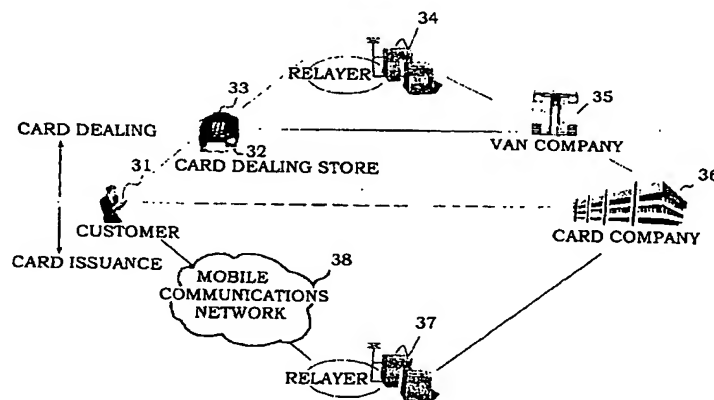 34
RELAYER
33
35
CARD DEALING
31
32
CARD DEALING STORE
VAN COMPANY
36
CUSTOMER
CARD COMPANY
CARD ISSUANCE
38
MOBILE
COMMUNICATIONS
NETWORK
37
RELAYER